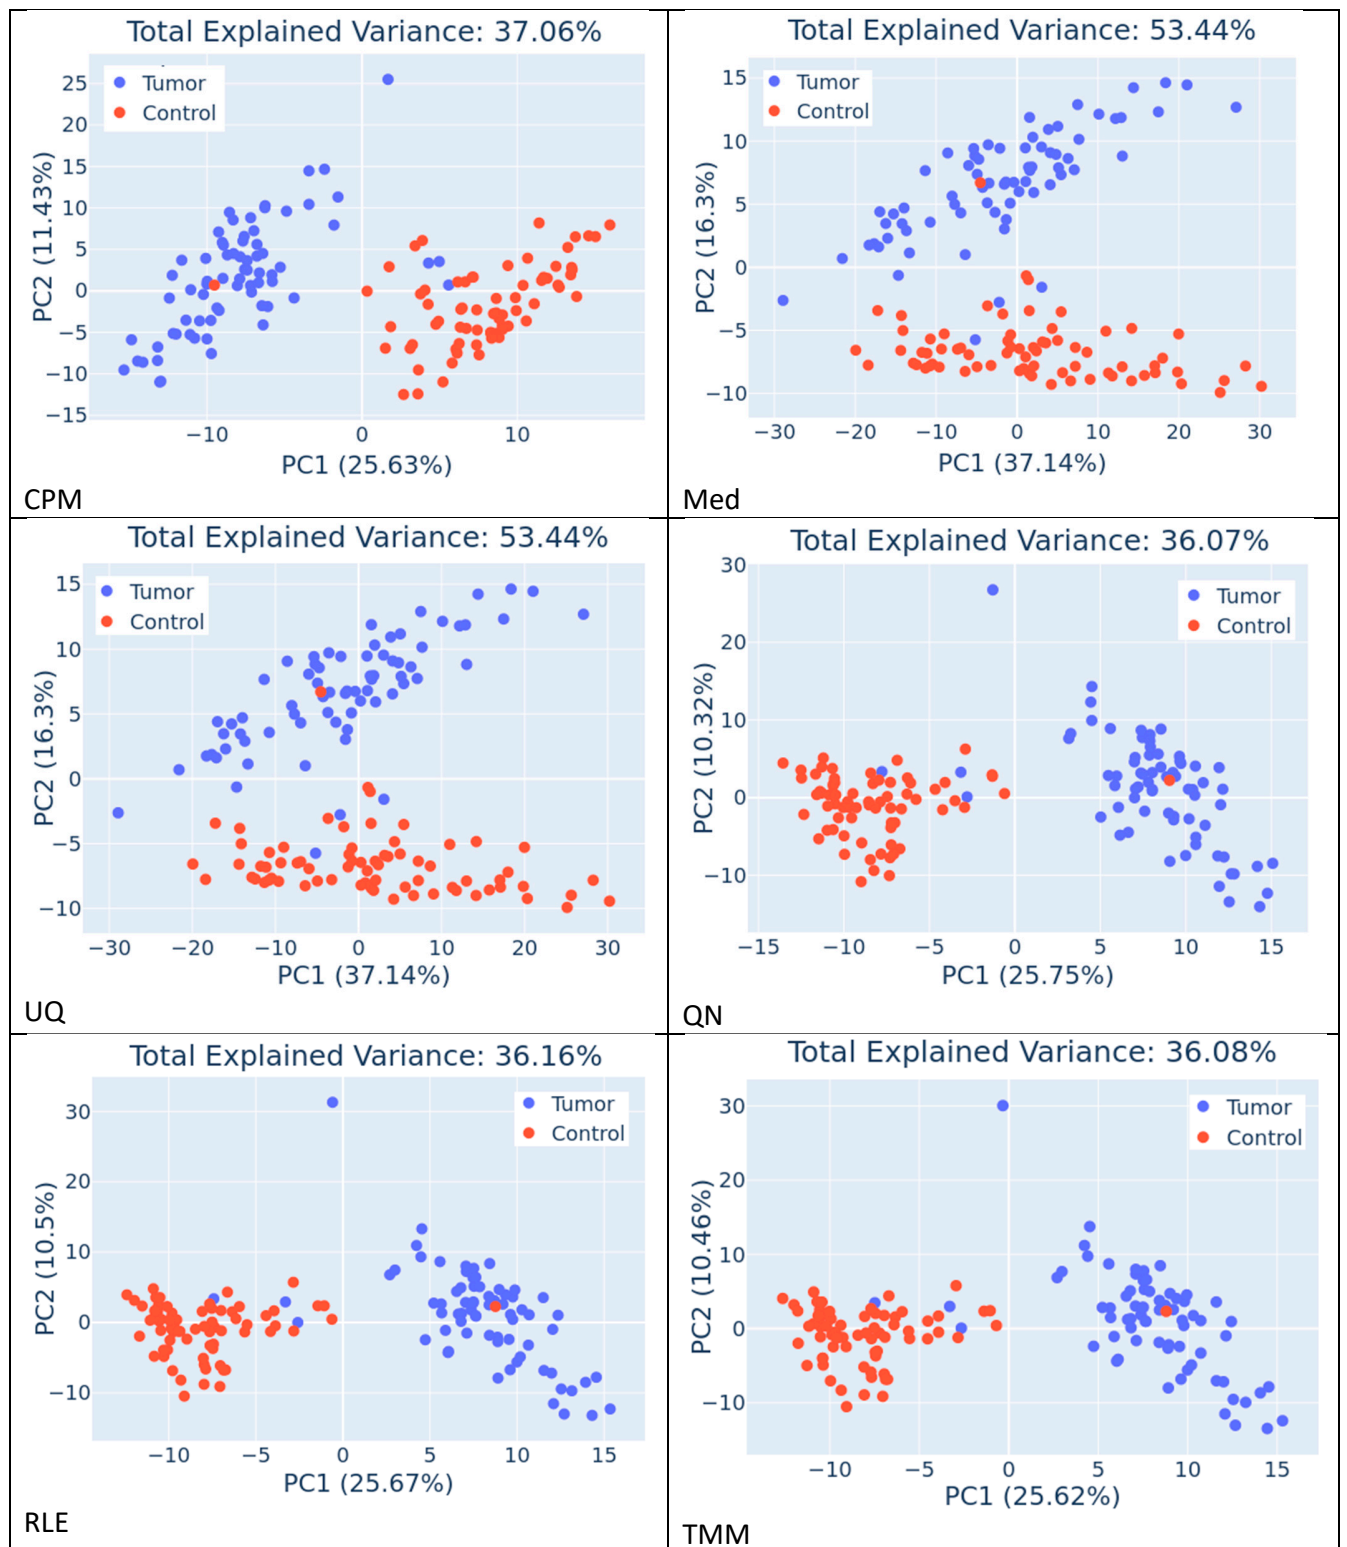 Total Explained Variance: 37.06%
Tumor
Control
25
20
15
10
5
0
−5
−10
−15
PC2 (11.43%)
−10 0 10
PC1 (25.63%)
CPM
Total Explained Variance: 53.44%
Tumor
Control
15
10
5
0
−5
−10
PC2 (16.3%)
−30 −20 −10 0 10 20 30
PC1 (37.14%)
Med
Total Explained Variance: 53.44%
Tumor
Control
15
10
5
0
−5
−10
PC2 (16.3%)
−30 −20 −10 0 10 20 30
PC1 (37.14%)
UQ
Total Explained Variance: 36.07%
Tumor
Control
30
20
10
0
−10
PC2 (10.32%)
−15 −10 −5 0 5 10 15
PC1 (25.75%)
QN
Total Explained Variance: 36.16%
Tumor
Control
30
20
10
0
−10
PC2 (10.5%)
−10 −5 0 5 10 15
PC1 (25.67%)
RLE
Total Explained Variance: 36.08%
Tumor
Control
30
20
10
0
−10
PC2 (10.46%)
−10 −5 0 5 10 15
PC1 (25.62%)
TMM